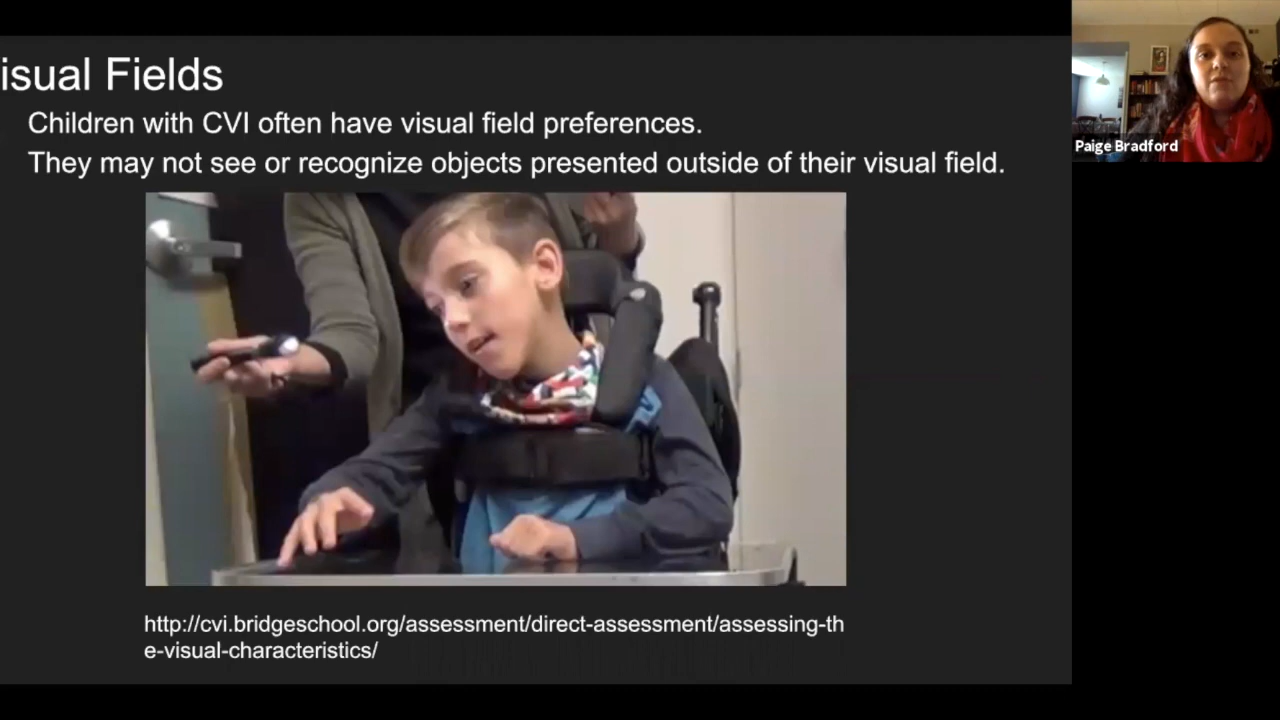 isual Fields
Children with CVI often have visual field preferences.
They may not see or recognize objects presented outside of their visual field.
http://cvi.bridgeschool.org/assessment/direct-assessment/assessing-th
e-visual-characteristics/
Paige Bradford